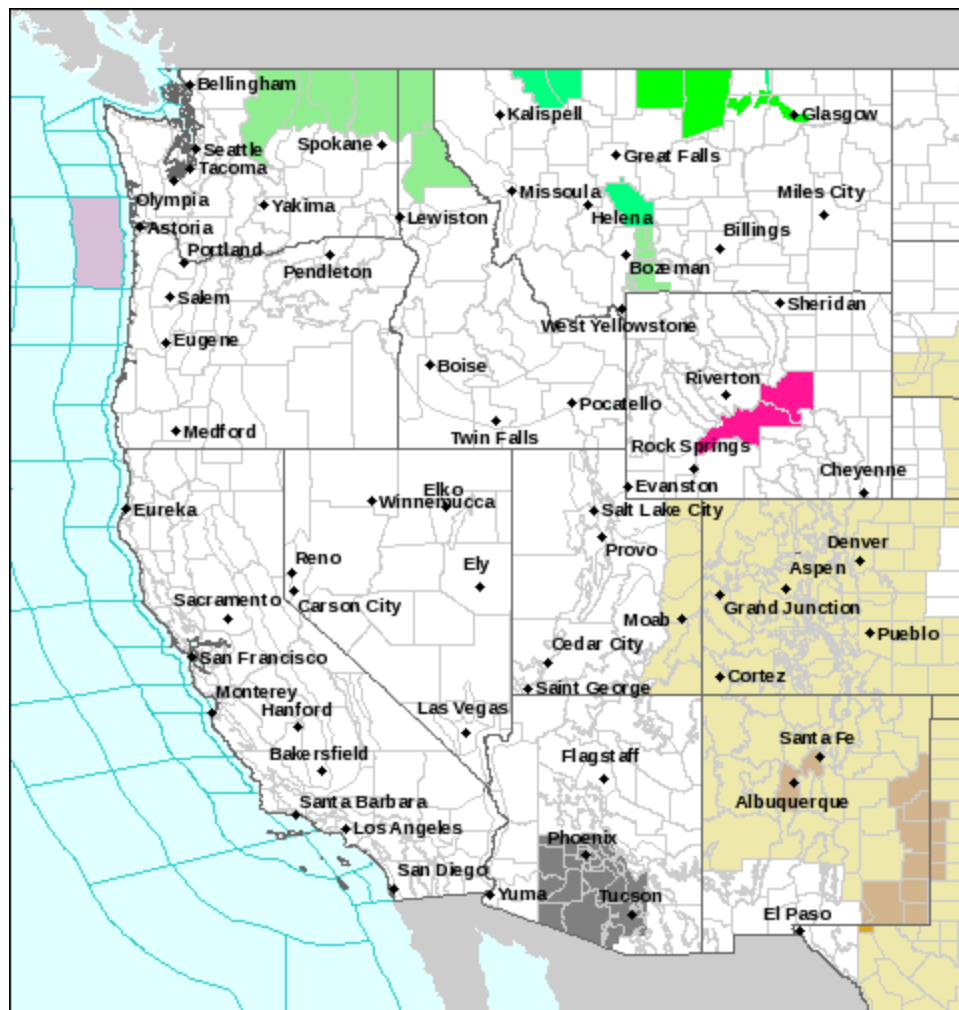 Bellingham
Kalispell
Glasgow
Seattle
Spokane
Great Falls
Tacoma
Olympia
Missoula
Miles City
Yakima
Lewiston
Helena
Astoria
Billings
Portland
Pendleton
Bozeman
Salem
Sheridan
West Yellowstone
Eugene
Boise
Riverton
Pocatello
Medford
Twin Falls
Rock Springs
Cheyenne
Elko
Evanston
Winnemucca
Eureka
Salt Lake City
Denver
Provo
Reno
Ely
Aspen
Sacramento
Carson City
Grand Junction
Moab
Pueblo
Cedar City
San Francisco
Cortez
Saint George
Monterey
Hanford
Las Vegas
Santa Fe
Bakersfield
Flagstaff
Albuquerque
Santa Barbara
Los Angeles
Phoenix
San Diego
Yuma
Tucson
El Paso